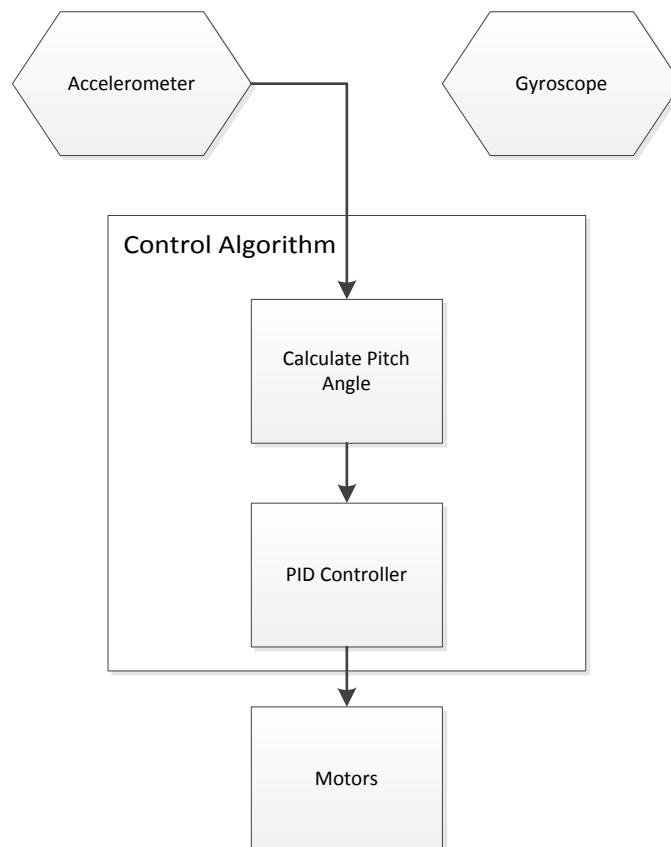 Accelerometer
Gyroscope
Control Algorithm
Calculate Pitch
Angle
PID Controller
Motors